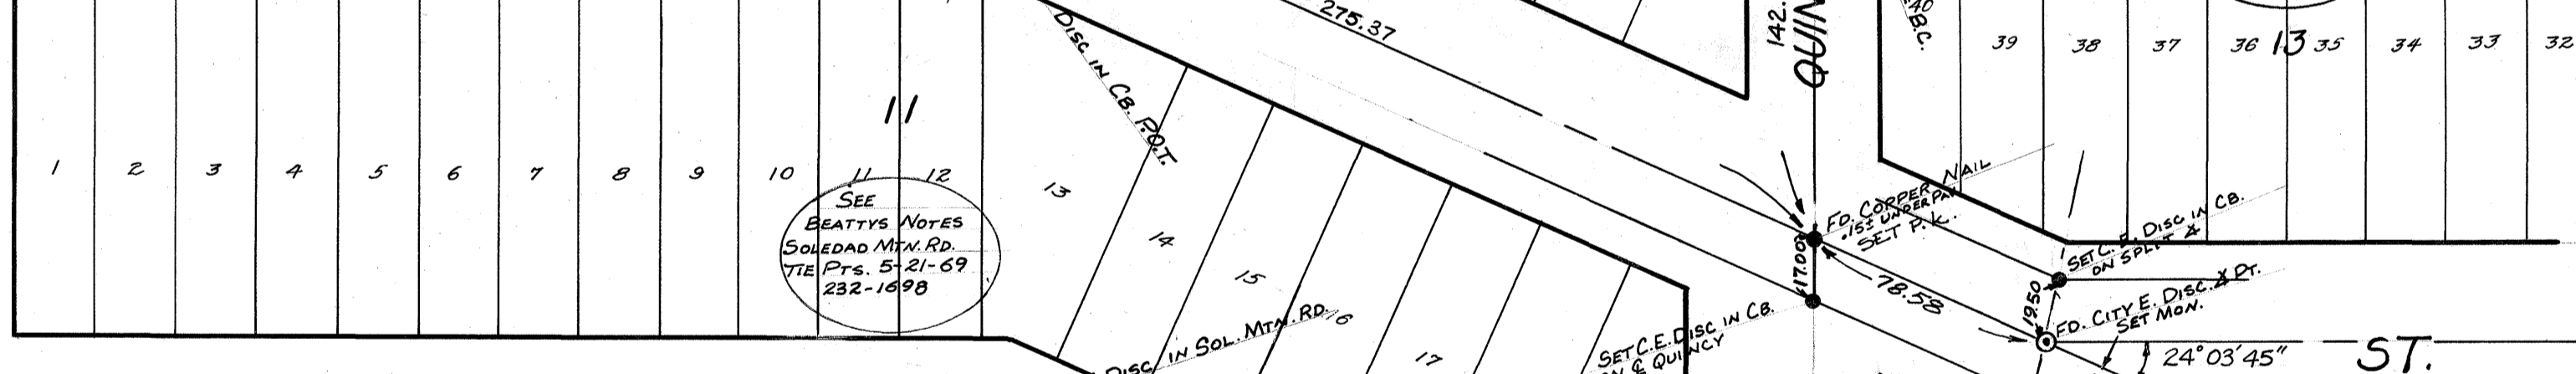 275.37
142.
QUIN
40
B.C.
39
38
37
36
13
35
34
33
32
DISC IN CB. P.O.T.
11
1
2
3
4
5
6
7
8
9
10
11
12
13
14
15
16
17
SEE
BEATTYS NOTES
SOLEDAD MTN. RD.
TIE PTS. 5-21-69
232-1698
FD. COPPER NAIL
.15± UNDER PAV
SET P.K.
17.00
78.58
SET C.E. DISC IN CB.
ON SPLIT ∡
19.50
FD. CITY E. DISC. ∡ PT.
SET MON.
24°03'45"
ST.
DISC IN SOL. MTN. RD.
SET C.E. DISC IN CB.
ON ℄ QUINCY